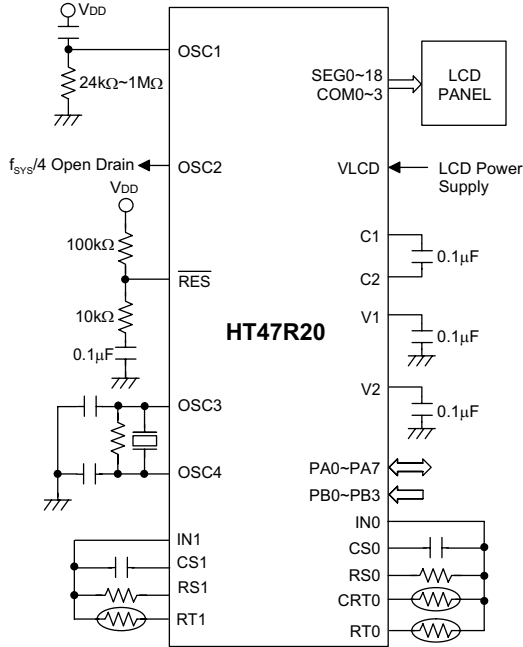 VDD
OSC1
24kΩ~1MΩ
SEG0~18
COM0~3
LCD
PANEL
fSYS/4 Open Drain
OSC2
VLCD
LCD Power
Supply
VDD
100kΩ
RES
10kΩ
0.1μF
HT47R20
C1
0.1μF
C2
V1
0.1μF
V2
0.1μF
OSC3
OSC4
PA0~PA7
PB0~PB3
IN1
CS1
RS1
RT1
IN0
CS0
RS0
CRT0
RT0